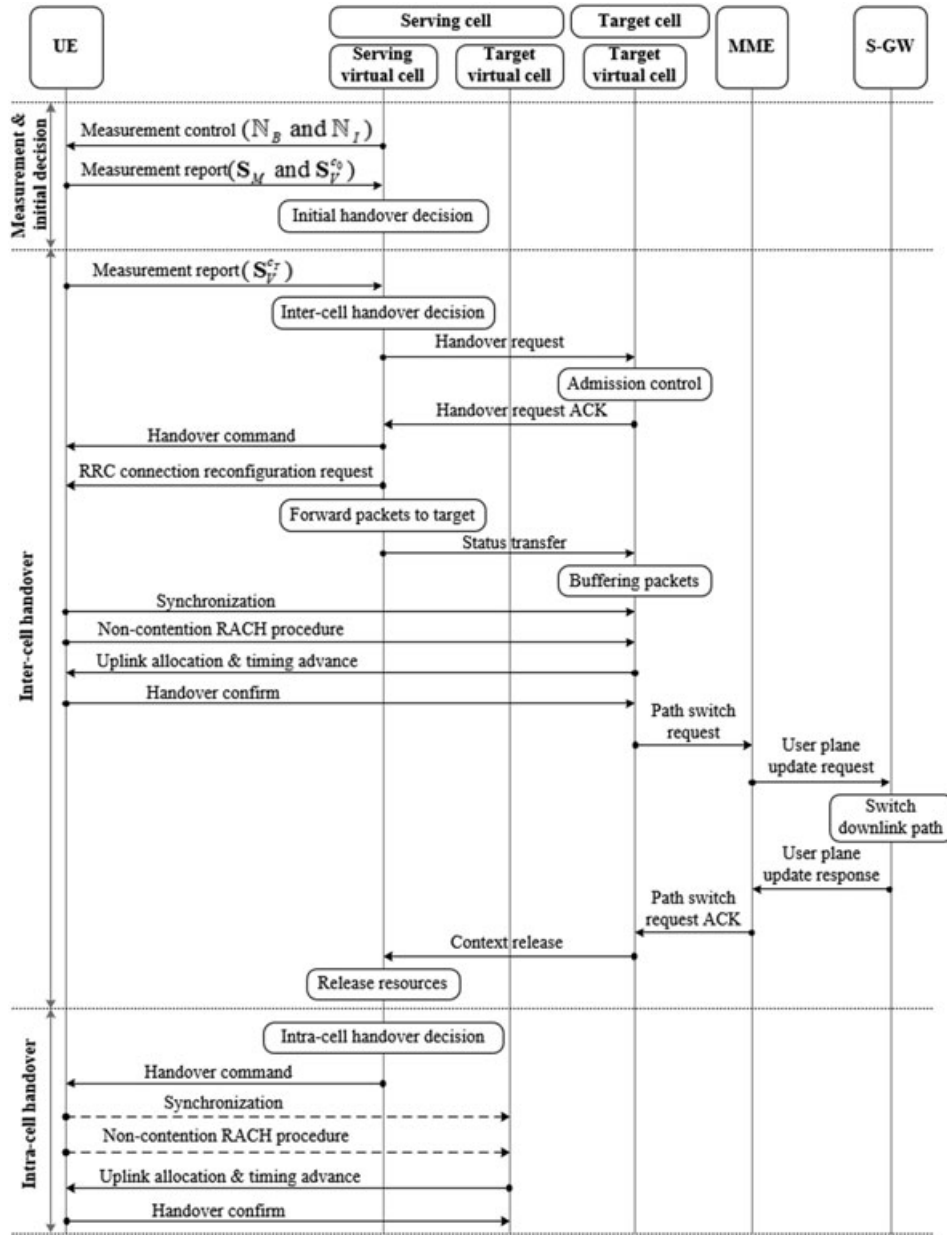 Serving cell
Target cell
UE
Serving
virtual cell
Target
virtual cell
Target
virtual cell
MME
S-GW
Measurement &
initial decision
Measurement control (ℕ_B and ℕ_I)
Measurement report(S_M and S_V^{c_0})
Initial handover decision
Inter-cell handover
Measurement report(S_V^{c_T})
Inter-cell handover decision
Handover request
Admission control
Handover request ACK
Handover command
RRC connection reconfiguration request
Forward packets to target
Status transfer
Buffering packets
Synchronization
Non-contention RACH procedure
Uplink allocation & timing advance
Handover confirm
Path switch
request
User plane
update request
Switch
downlink path
User plane
update response
Path switch
request ACK
Context release
Release resources
Intra-cell handover
Intra-cell handover decision
Handover command
Synchronization
Non-contention RACH procedure
Uplink allocation & timing advance
Handover confirm